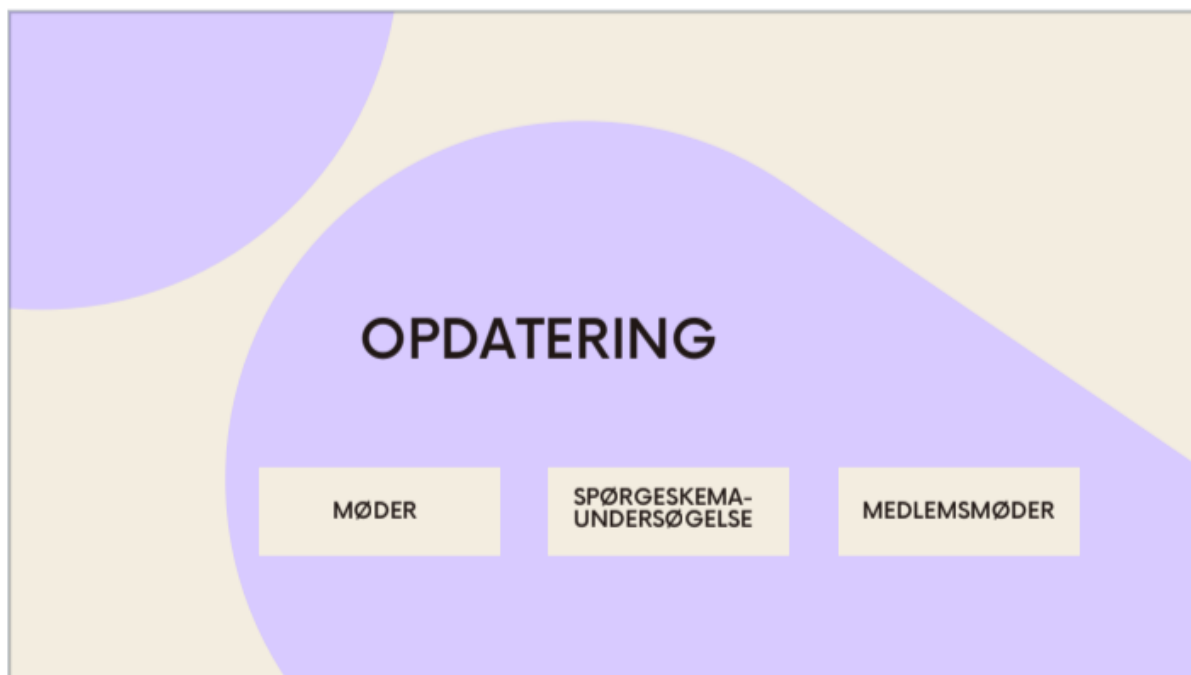 OPDATERING
MØDER
SPØRGESKEMA-
UNDERSØGELSE
MEDLEMSMØDER